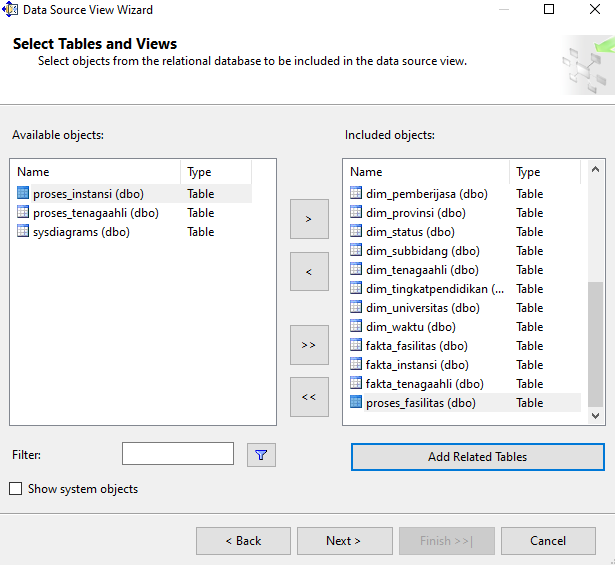 Data Source View Wizard
Select Tables and Views
Select objects from the relational database to be included in the data source view.
Available objects:
Name Type
proses_instansi (dbo) Table
proses_tenagaahli (dbo) Table
sysdiagrams (dbo) Table
>
<
>>
<<
Included objects:
Name Type
dim_pemberijasa (dbo) Table
dim_provinsi (dbo) Table
dim_status (dbo) Table
dim_subbidang (dbo) Table
dim_tenagaahli (dbo) Table
dim_tingkatpendidikan (... Table
dim_universitas (dbo) Table
dim_waktu (dbo) Table
fakta_fasilitas (dbo) Table
fakta_instansi (dbo) Table
fakta_tenagaahli (dbo) Table
proses_fasilitas (dbo) Table
Filter:
Add Related Tables
Show system objects
< Back Next > Finish >>| Cancel